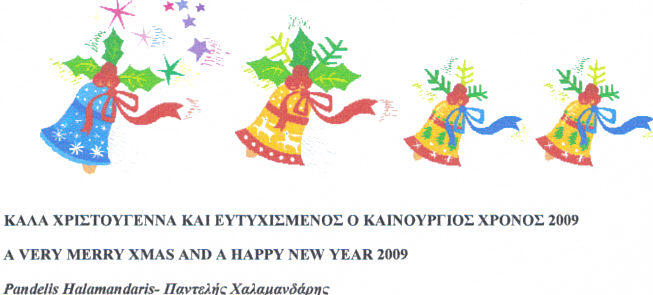 ΚΑΛΑ ΧΡΙΣΤΟΥΓΕΝΝΑ ΚΑΙ ΕΥΤΥΧΙΣΜΕΝΟΣ Ο ΚΑΙΝΟΥΡΓΙΟΣ ΧΡΟΝΟΣ 2009
A VERY MERRY XMAS AND A HAPPY NEW YEAR 2009
Pandelis Halamandaris- Παντελής Χαλαμανδάρης